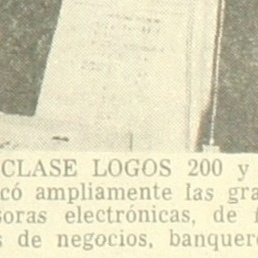 CLASE LOGOS 200 y
có ampliamente las gra
soras electrónicas, de f
s de negocios, banquer